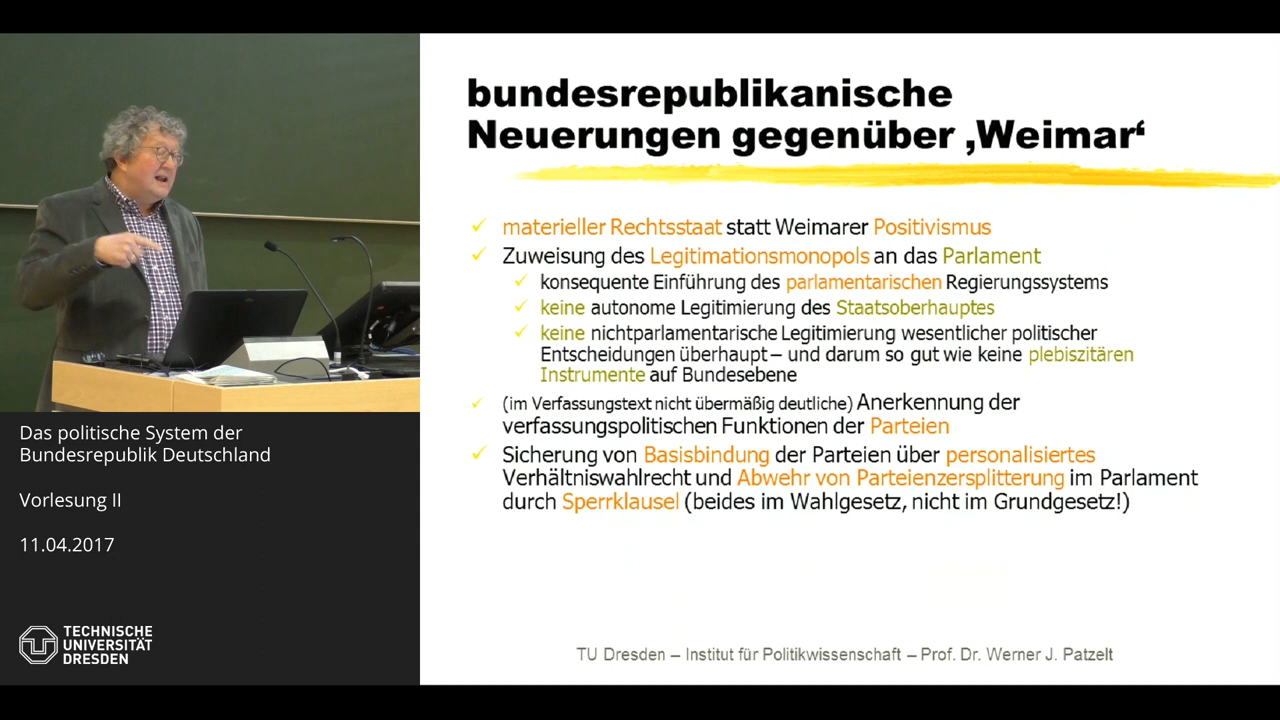 bundesrepublikanische
Neuerungen gegenüber ‚Weimar‘
materieller Rechtsstaat statt Weimarer Positivismus
Zuweisung des Legitimationsmonopols an das Parlament
konsequente Einführung des parlamentarischen Regierungssystems
keine autonome Legitimierung des Staatsoberhauptes
keine nichtparlamentarische Legitimierung wesentlicher politischer
Entscheidungen überhaupt – und darum so gut wie keine plebiszitären
Instrumente auf Bundesebene
(im Verfassungstext nicht übermäßig deutliche) Anerkennung der
verfassungspolitischen Funktionen der Parteien
Sicherung von Basisbindung der Parteien über personalisiertes
Verhältniswahlrecht und Abwehr von Parteienzersplitterung im Parlament
durch Sperrklausel (beides im Wahlgesetz, nicht im Grundgesetz!)
TU Dresden – Institut für Politikwissenschaft – Prof. Dr. Werner J. Patzelt
Das politische System der
Bundesrepublik Deutschland
Vorlesung II
11.04.2017
TECHNISCHE
UNIVERSITÄT
DRESDEN